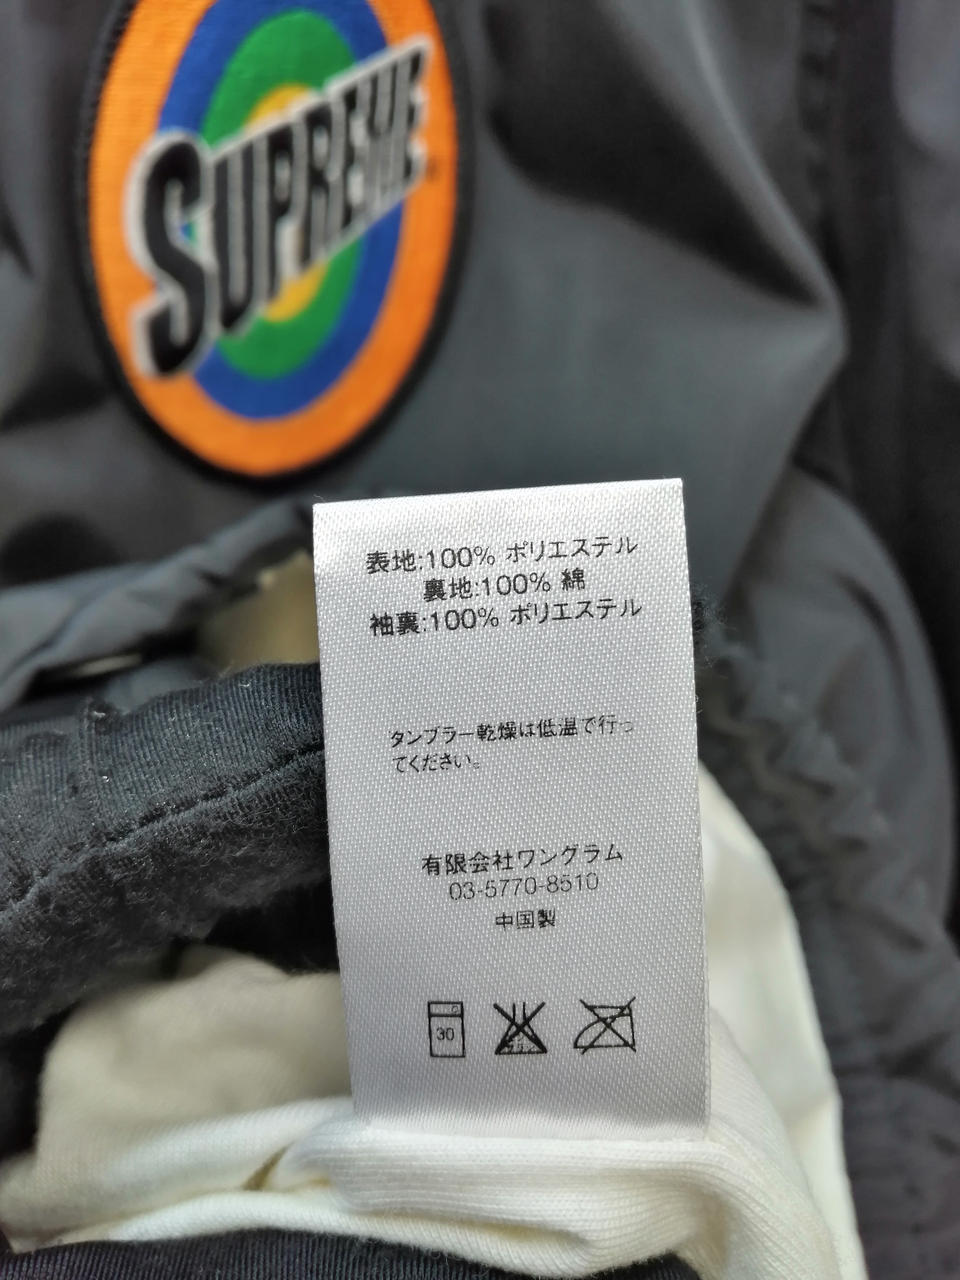 SUPREME
表地:100% ポリエステル
裏地:100% 綿
袖裏:100% ポリエステル
タンブラー乾燥は低温で行っ
てください。
有限会社ワングラム
03-5770-8510
中国製
30